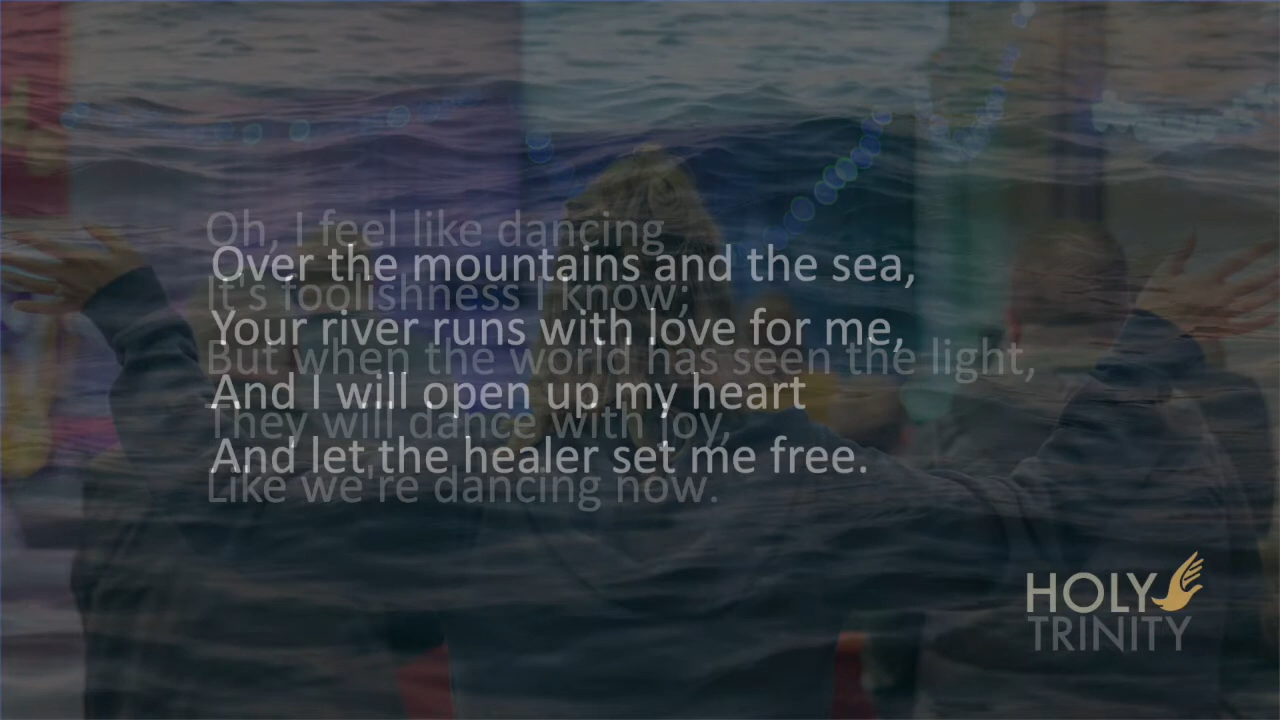 Oh, I feel like dancing
Over the mountains and the sea,
It's foolishness I know;
Your river runs with love for me,
But when the world has seen the light,
And I will open up my heart
They will dance with joy,
And let the healer set me free.
Like we're dancing now.
HOLY
TRINITY